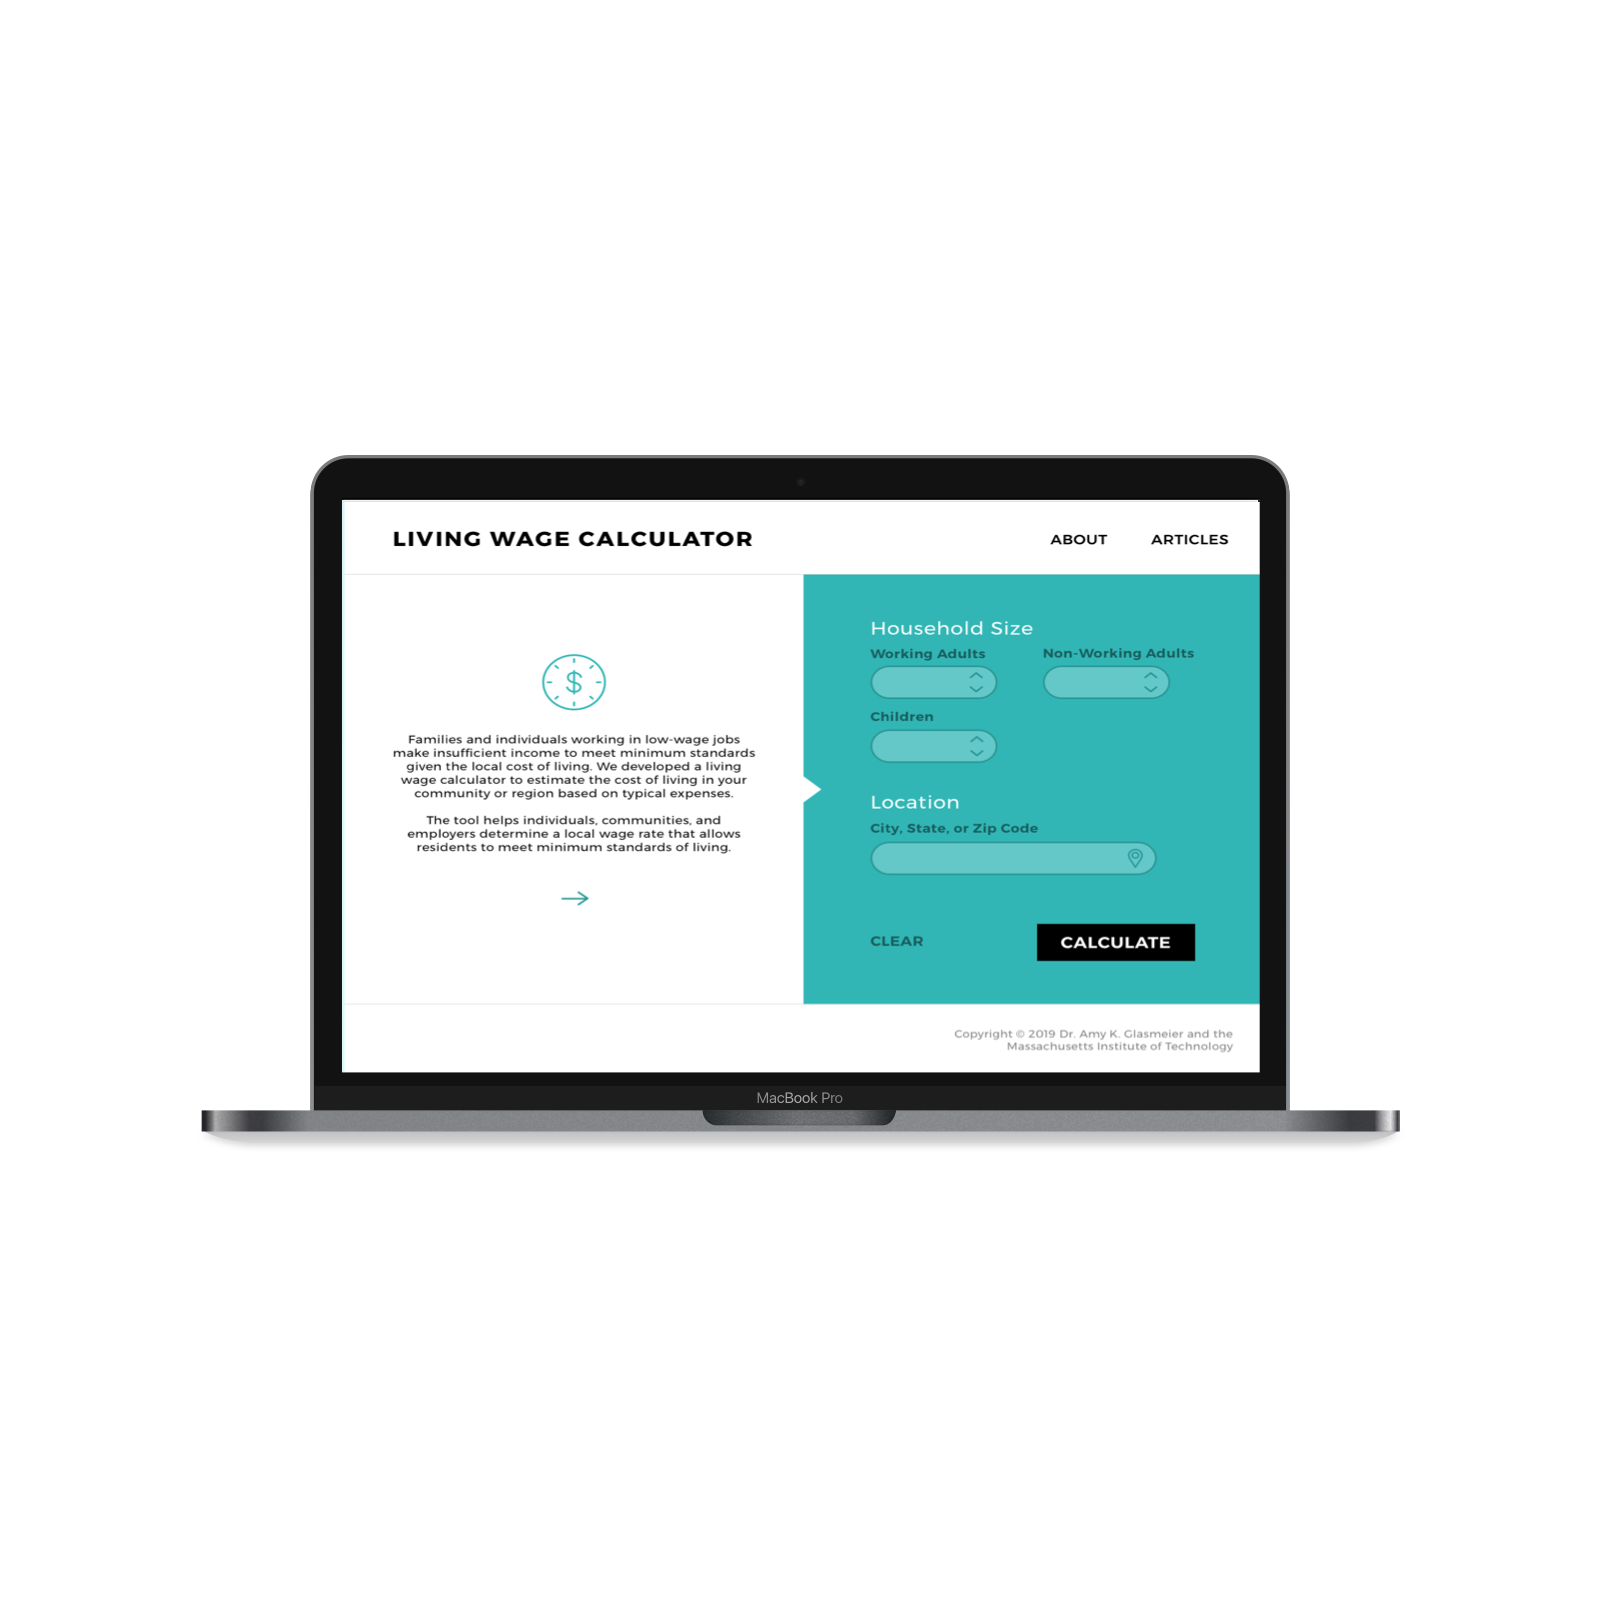 LIVING WAGE CALCULATOR
ABOUT ARTICLES
$
Families and individuals working in low-wage jobs
make insufficient income to meet minimum standards
given the local cost of living. We developed a living
wage calculator to estimate the cost of living in your
community or region based on typical expenses.
The tool helps individuals, communities, and
employers determine a local wage rate that allows
residents to meet minimum standards of living.
Household Size
Working Adults Non-Working Adults
Children
Location
City, State, or Zip Code
CLEAR CALCULATE
Copyright © 2019 Dr. Amy K. Glasmeier and the
Massachusetts Institute of Technology
MacBook Pro